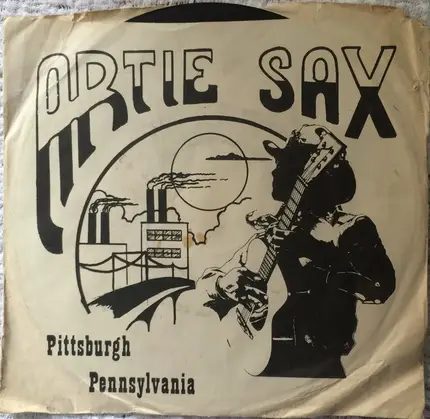 ARTIE SAX
Pittsburgh
Pennsylvania